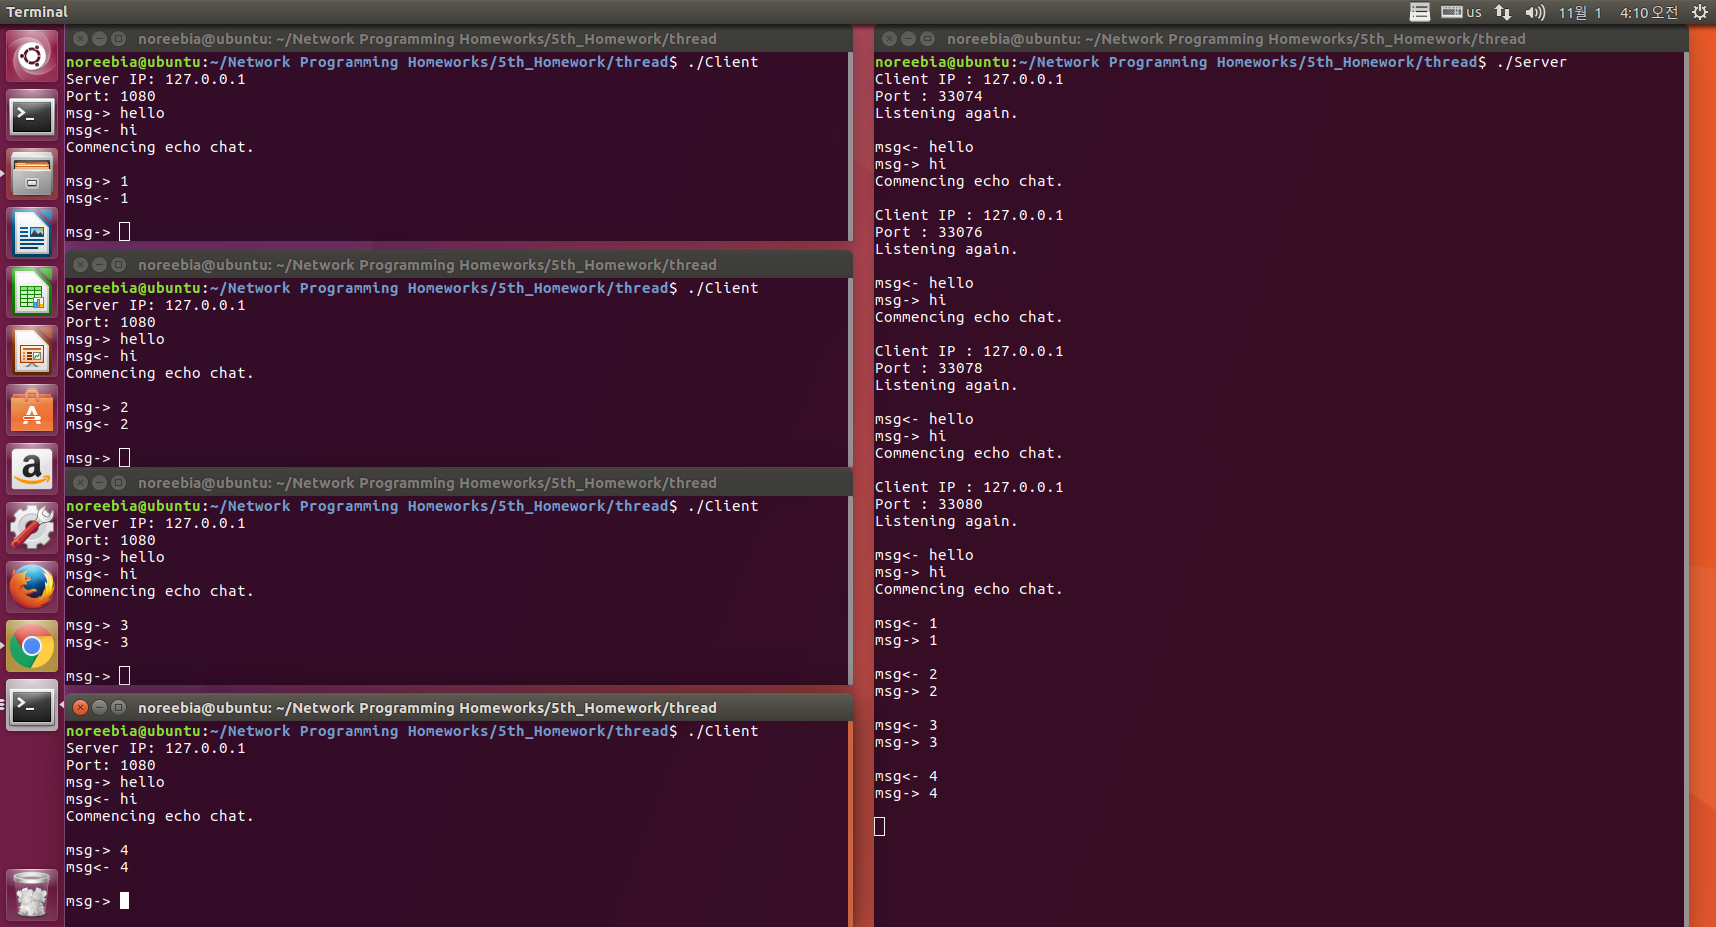 Terminal
us
11월 1 4:10 오전
noreebia@ubuntu: ~/Network Programming Homeworks/5th_Homework/thread
noreebia@ubuntu:~/Network Programming Homeworks/5th_Homework/thread$ ./Client
Server IP: 127.0.0.1
Port: 1080
msg-> hello
msg<- hi
Commencing echo chat.
msg-> 1
msg<- 1
msg->
noreebia@ubuntu: ~/Network Programming Homeworks/5th_Homework/thread
noreebia@ubuntu:~/Network Programming Homeworks/5th_Homework/thread$ ./Client
Server IP: 127.0.0.1
Port: 1080
msg-> hello
msg<- hi
Commencing echo chat.
msg-> 2
msg<- 2
msg->
noreebia@ubuntu: ~/Network Programming Homeworks/5th_Homework/thread
noreebia@ubuntu:~/Network Programming Homeworks/5th_Homework/thread$ ./Client
Server IP: 127.0.0.1
Port: 1080
msg-> hello
msg<- hi
Commencing echo chat.
msg-> 3
msg<- 3
msg->
noreebia@ubuntu: ~/Network Programming Homeworks/5th_Homework/thread
noreebia@ubuntu:~/Network Programming Homeworks/5th_Homework/thread$ ./Client
Server IP: 127.0.0.1
Port: 1080
msg-> hello
msg<- hi
Commencing echo chat.
msg-> 4
msg<- 4
msg->
noreebia@ubuntu: ~/Network Programming Homeworks/5th_Homework/thread
noreebia@ubuntu:~/Network Programming Homeworks/5th_Homework/thread$ ./Server
Client IP : 127.0.0.1
Port : 33074
Listening again.
msg<- hello
msg-> hi
Commencing echo chat.
Client IP : 127.0.0.1
Port : 33076
Listening again.
msg<- hello
msg-> hi
Commencing echo chat.
Client IP : 127.0.0.1
Port : 33078
Listening again.
msg<- hello
msg-> hi
Commencing echo chat.
Client IP : 127.0.0.1
Port : 33080
Listening again.
msg<- hello
msg-> hi
Commencing echo chat.
msg<- 1
msg-> 1
msg<- 2
msg-> 2
msg<- 3
msg-> 3
msg<- 4
msg-> 4